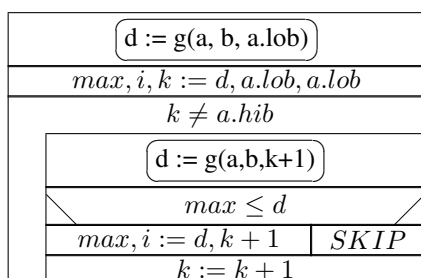 d := g(a, b, a.lob)
max, i, k := d, a.lob, a.lob
k ≠ a.hib
d := g(a,b,k+1)
max ≤ d
max, i := d, k + 1 SKIP
k := k + 1